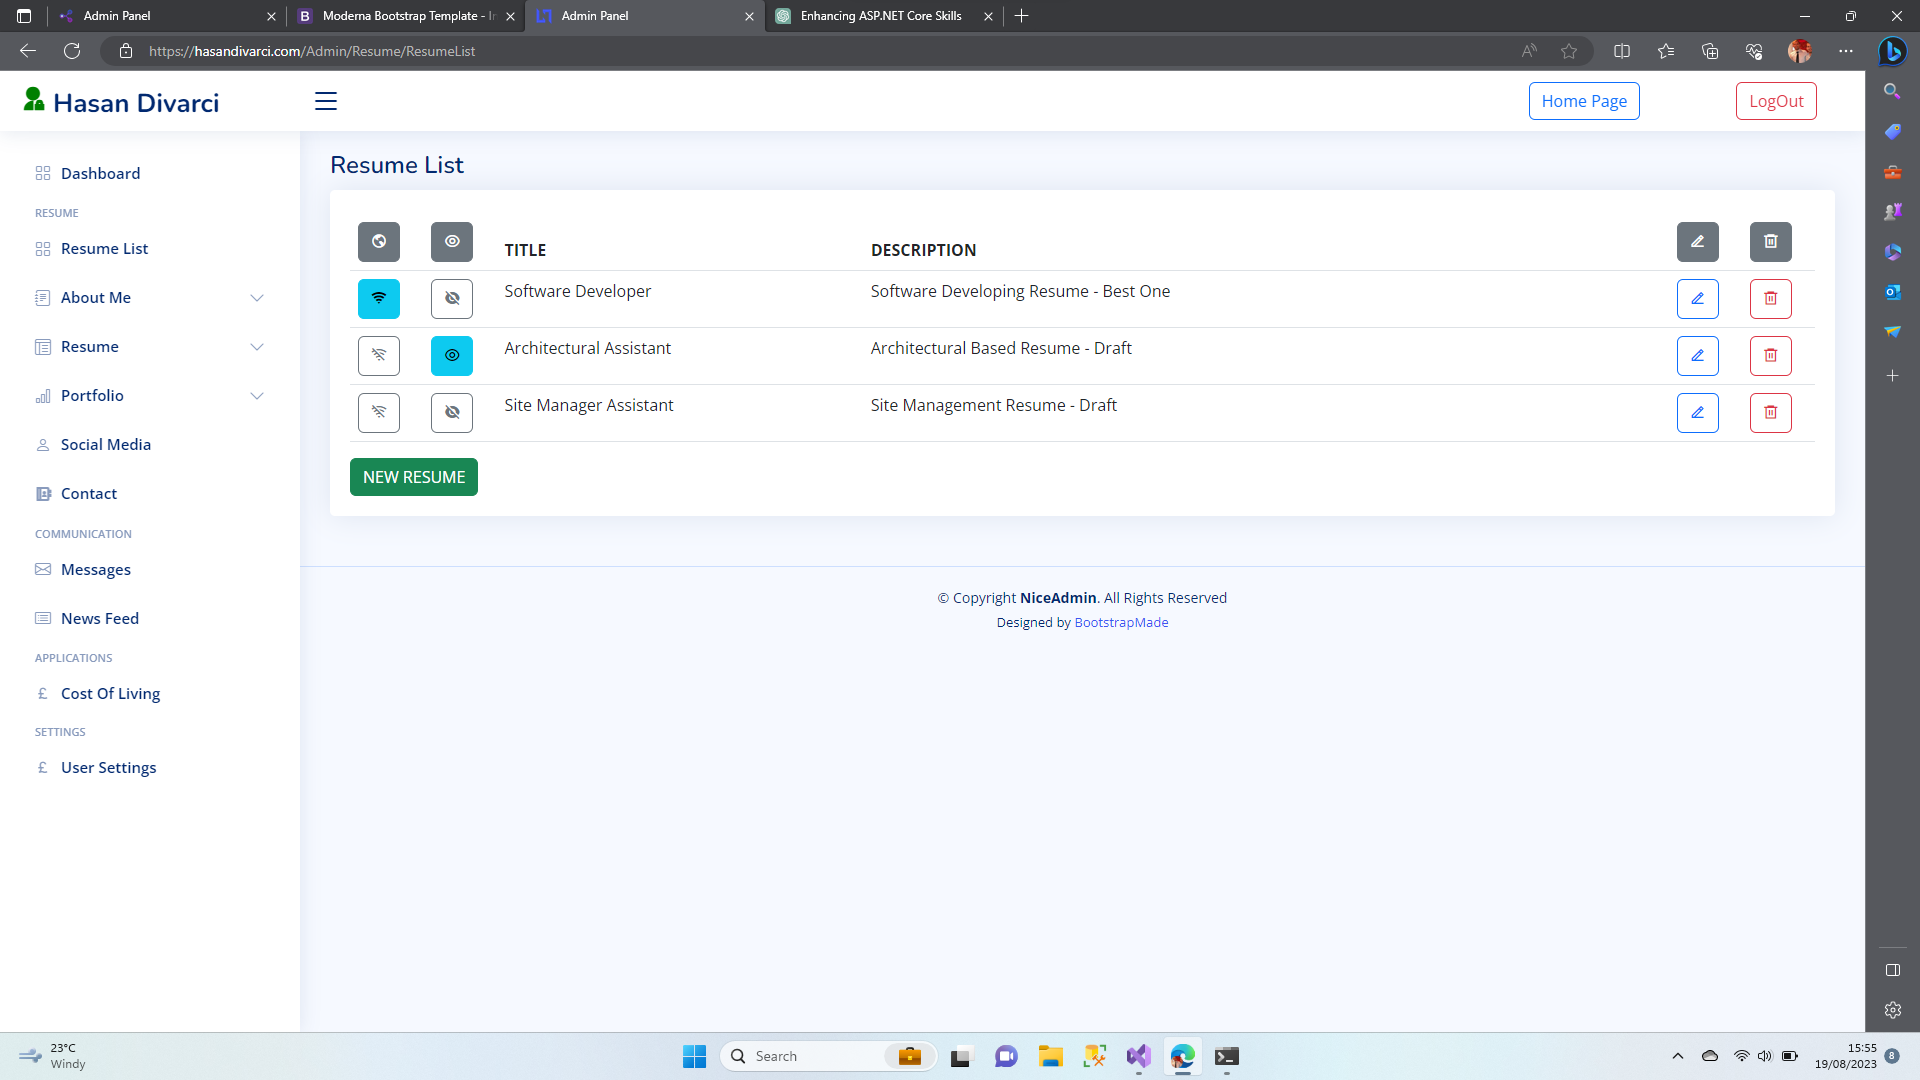 Admin Panel
Moderna Bootstrap Template - In
Admin Panel
Enhancing ASP.NET Core Skills
https://hasandivarci.com/Admin/Resume/ResumeList
Hasan Divarci
Home Page
LogOut
Dashboard
RESUME
Resume List
About Me
Resume
Portfolio
Social Media
Contact
COMMUNICATION
Messages
News Feed
APPLICATIONS
£ Cost Of Living
SETTINGS
£ User Settings
Resume List
TITLE DESCRIPTION
Software Developer Software Developing Resume - Best One
Architectural Assistant Architectural Based Resume - Draft
Site Manager Assistant Site Management Resume - Draft
NEW RESUME
© Copyright NiceAdmin. All Rights Reserved
Designed by BootstrapMade
23°C
Windy
Search
15:55
19/08/2023
8